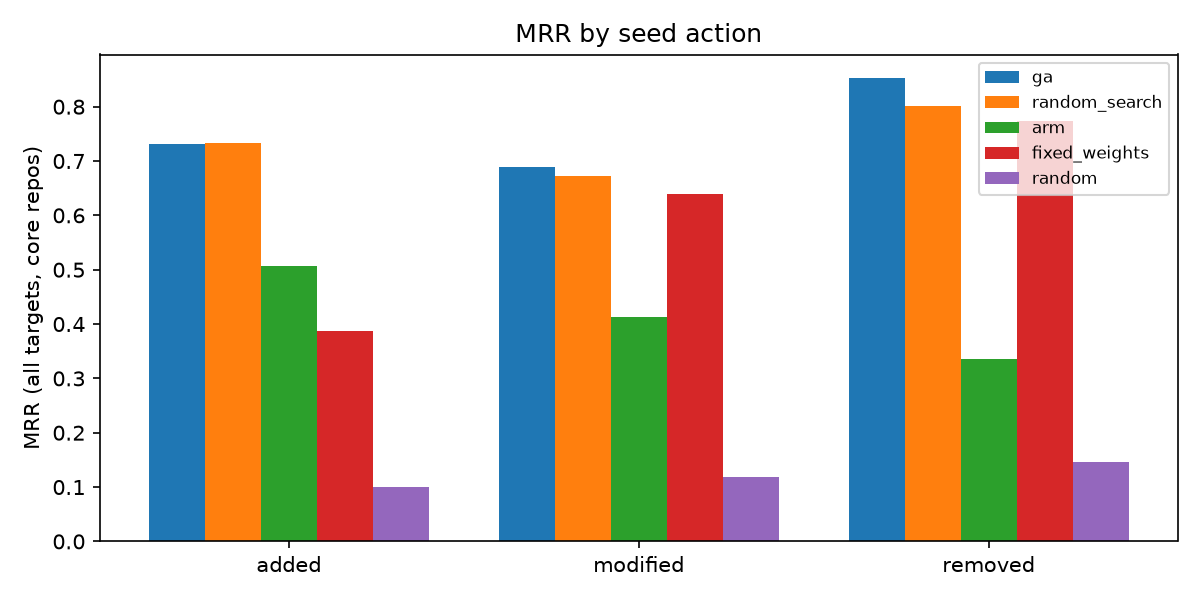 MRR by seed action
MRR (all targets, core repos)
0.8
0.7
0.6
0.5
0.4
0.3
0.2
0.1
0.0
added
modified
removed
ga
random_search
arm
fixed_weights
random